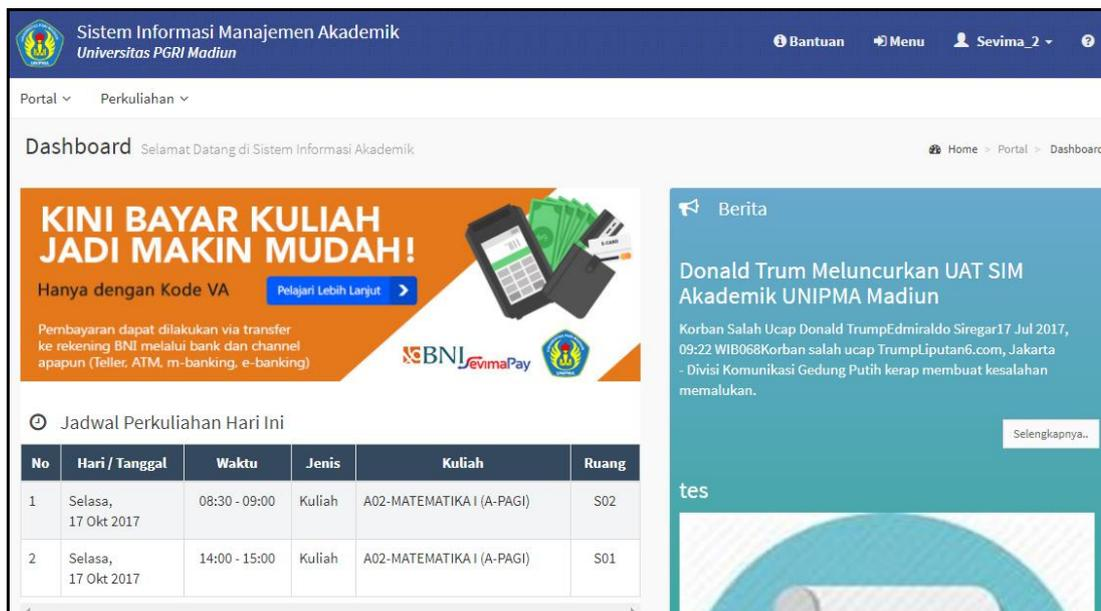 Sistem Informasi Manajemen Akademik
Universitas PGRI Madiun
Bantuan
Menu
Sevima_2
UNIPMA
Portal
Perkuliahan
Dashboard Selamat Datang di Sistem Informasi Akademik
Home > Portal > Dashboard
KINI BAYAR KULIAH
JADI MAKIN MUDAH!
Hanya dengan Kode VA
Pelajari Lebih Lanjut
Pembayaran dapat dilakukan via transfer
ke rekening BNI melalui bank dan channel
apapun (Teller, ATM, m-banking, e-banking)
E-CARD
BNI
SevimaPay
UNIPMA
Jadwal Perkuliahan Hari Ini
No Hari / Tanggal Waktu Jenis Kuliah Ruang
1 Selasa, 08:30 - 09:00 Kuliah A02-MATEMATIKA I (A-PAGI) S02
17 Okt 2017
2 Selasa, 14:00 - 15:00 Kuliah A02-MATEMATIKA I (A-PAGI) S01
17 Okt 2017
Berita
Donald Trum Meluncurkan UAT SIM
Akademik UNIPMA Madiun
Korban Salah Ucap Donald TrumpEdmiraldo Siregar17 Jul 2017,
09:22 WIB068Korban salah ucap TrumpLiputan6.com, Jakarta
- Divisi Komunikasi Gedung Putih kerap membuat kesalahan
memalukan.
Selengkapnya..
tes